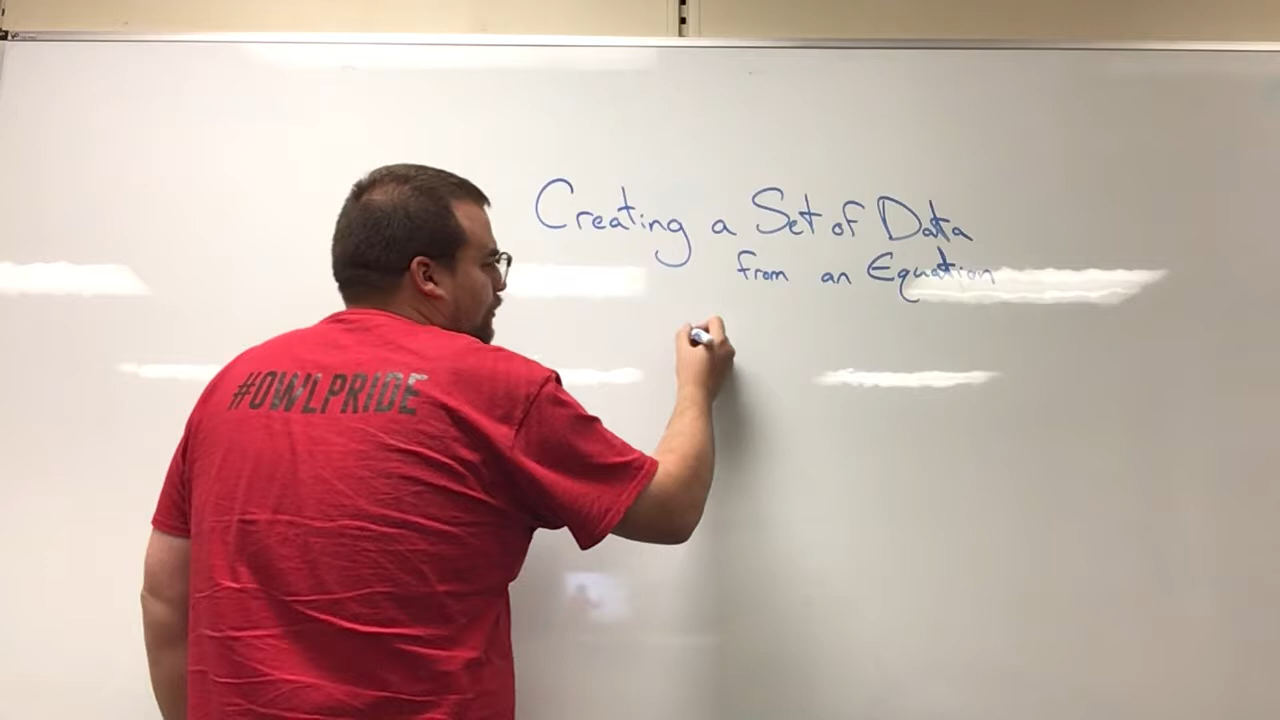 Creating a Set of Data
from an Equation
#OWLPRIDE